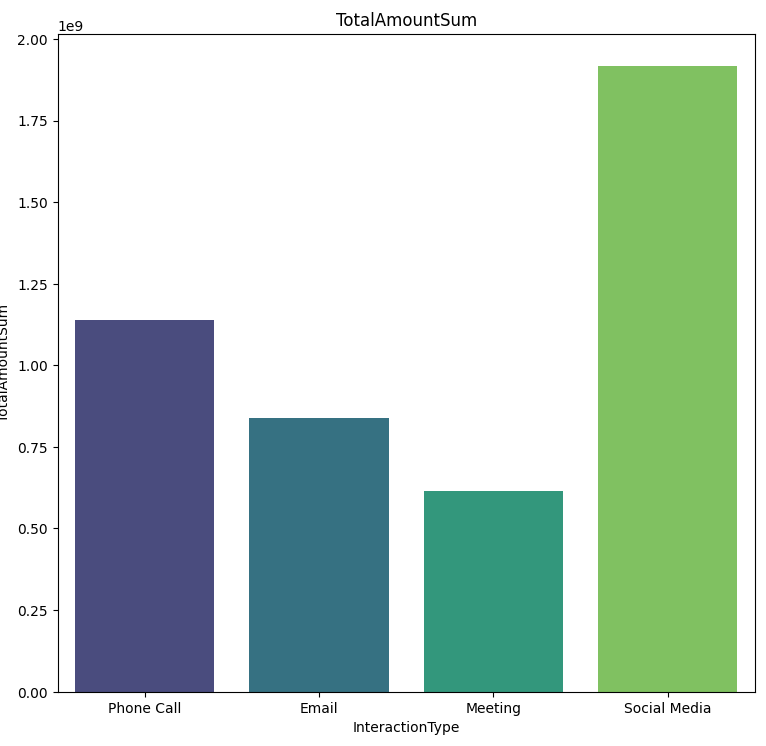 TotalAmountSum
1e9
2.00
1.75
1.50
1.25
1.00
0.75
0.50
0.25
0.00
TotalAmountSum
Phone Call
Email
Meeting
Social Media
InteractionType